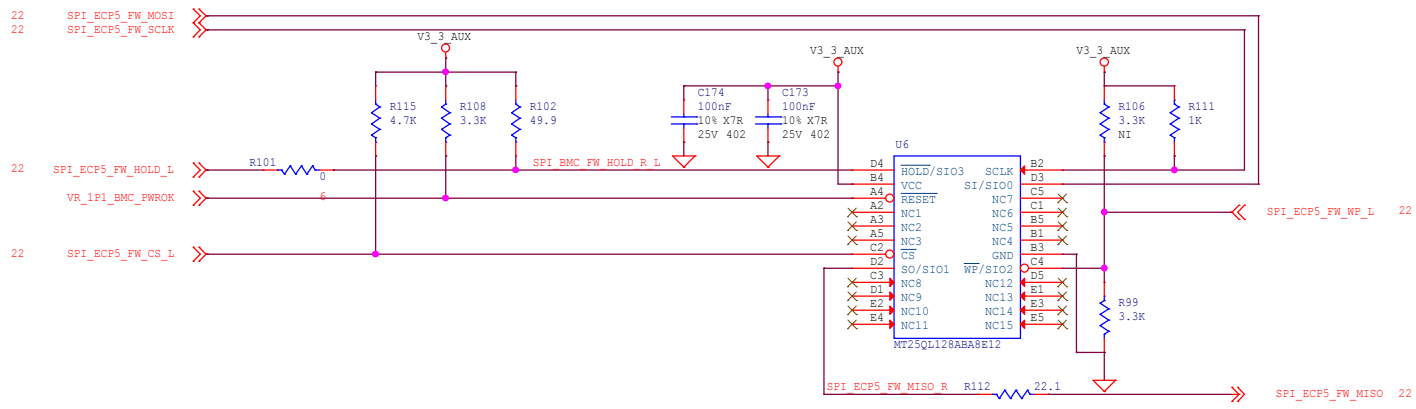 22 SPI_ECP5_FW_MOSI
22 SPI_ECP5_FW_SCLK
V3_3_AUX
V3_3_AUX
V3_3_AUX
R115
4.7K
R108
3.3K
R102
49.9
C174
100nF
10% X7R
25V 402
C173
100nF
10% X7R
25V 402
R106
3.3K
NI
R111
1K
U6
22 SPI_ECP5_FW_HOLD_L
R101
0
SPI_BMC_FW_HOLD_R_L
VR_1P1_BMC_PWROK
6
22 SPI_ECP5_FW_CS_L
D4 HOLD/SIO3 SCLK B2
B4 VCC SI/SIO0 D3
A4 RESET NC7 C5
A2 NC1 NC6 C1
A3 NC2 NC5 B5
A5 NC3 NC4 B1
C2 CS GND B3
D2 SO/SIO1 WP/SIO2 C4
C3 NC8 NC12 D5
D1 NC9 NC13 E1
E2 NC10 NC14 E3
E4 NC11 NC15 E5
MT25QL128ABA8E12
SPI_ECP5_FW_WP_L 22
R99
3.3K
SPI_ECP5_FW_MISO_R
R112 22.1
SPI_ECP5_FW_MISO 22